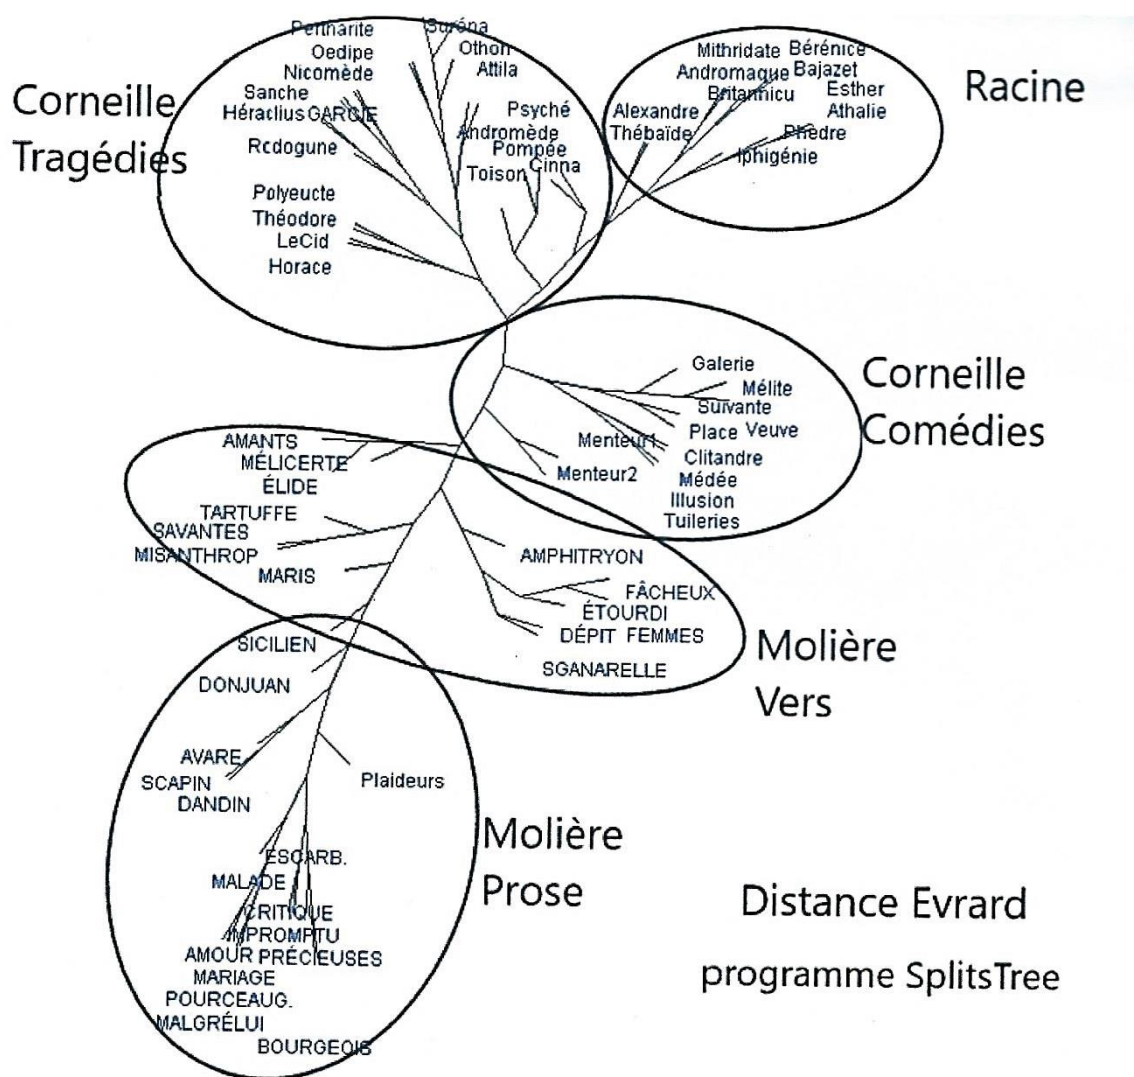 Corneille
Tragédies
Pertharite
Oedipe
Nicomède
Sanche
Héraclius GARCIE
Rodogune
Polyeucte
Théodore
LeCid
Horace
Suréna
Othon
Attila
Psyché
Andromède
Pompée
Cinna
Toison
Mithridate
Bérénice
Andromaque
Bajazet
Britannicu
Esther
Alexandre
Athalie
Thébaïde
Phèdre
Iphigénie
Racine
Galerie
Mélite
Suivante
Place Veuve
Menteur1
Clitandre
Menteur2
Médée
Illusion
Tuileries
Corneille
Comédies
AMANTS
MÉLICERTE
ÉLIDE
TARTUFFE
SAVANTES
MISANTHROP
MARIS
AMPHITRYON
FÂCHEUX
ÉTOURDI
DÉPIT FEMMES
SGANARELLE
Molière
Vers
SICILIEN
DONJUAN
AVARE
SCAPIN
DANDIN
Plaideurs
ESCARB.
MALADE
CRITIQUE
IMPROMPTU
AMOUR PRÉCIEUSES
MARIAGE
POURCEAUG.
MALGRÉLUI
BOURGEOIS
Molière
Prose
Distance Evrard
programme SplitsTree